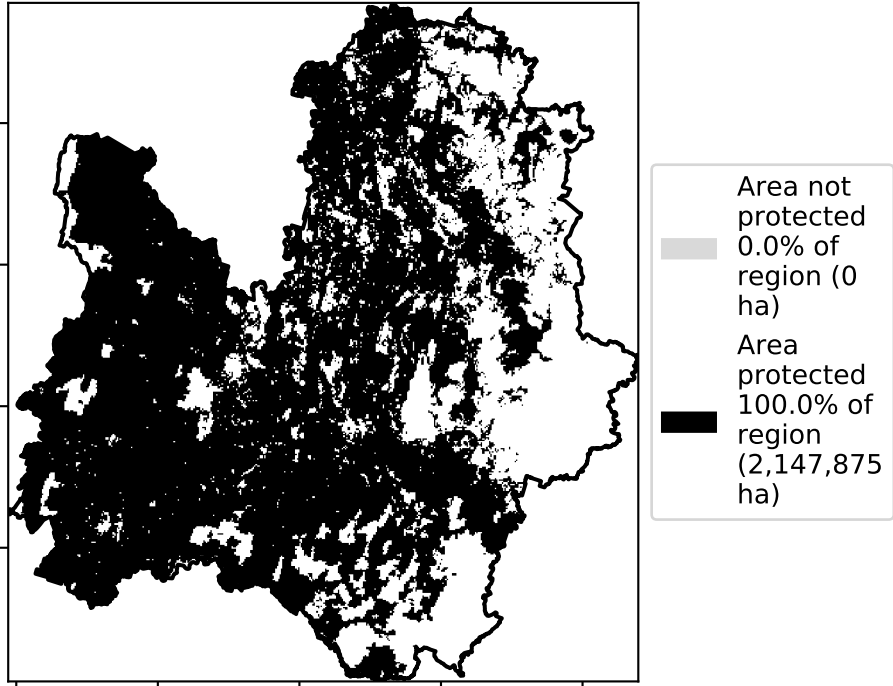 Area not
protected
0.0% of
region (0
ha)
Area
protected
100.0% of
region
(2,147,875
ha)